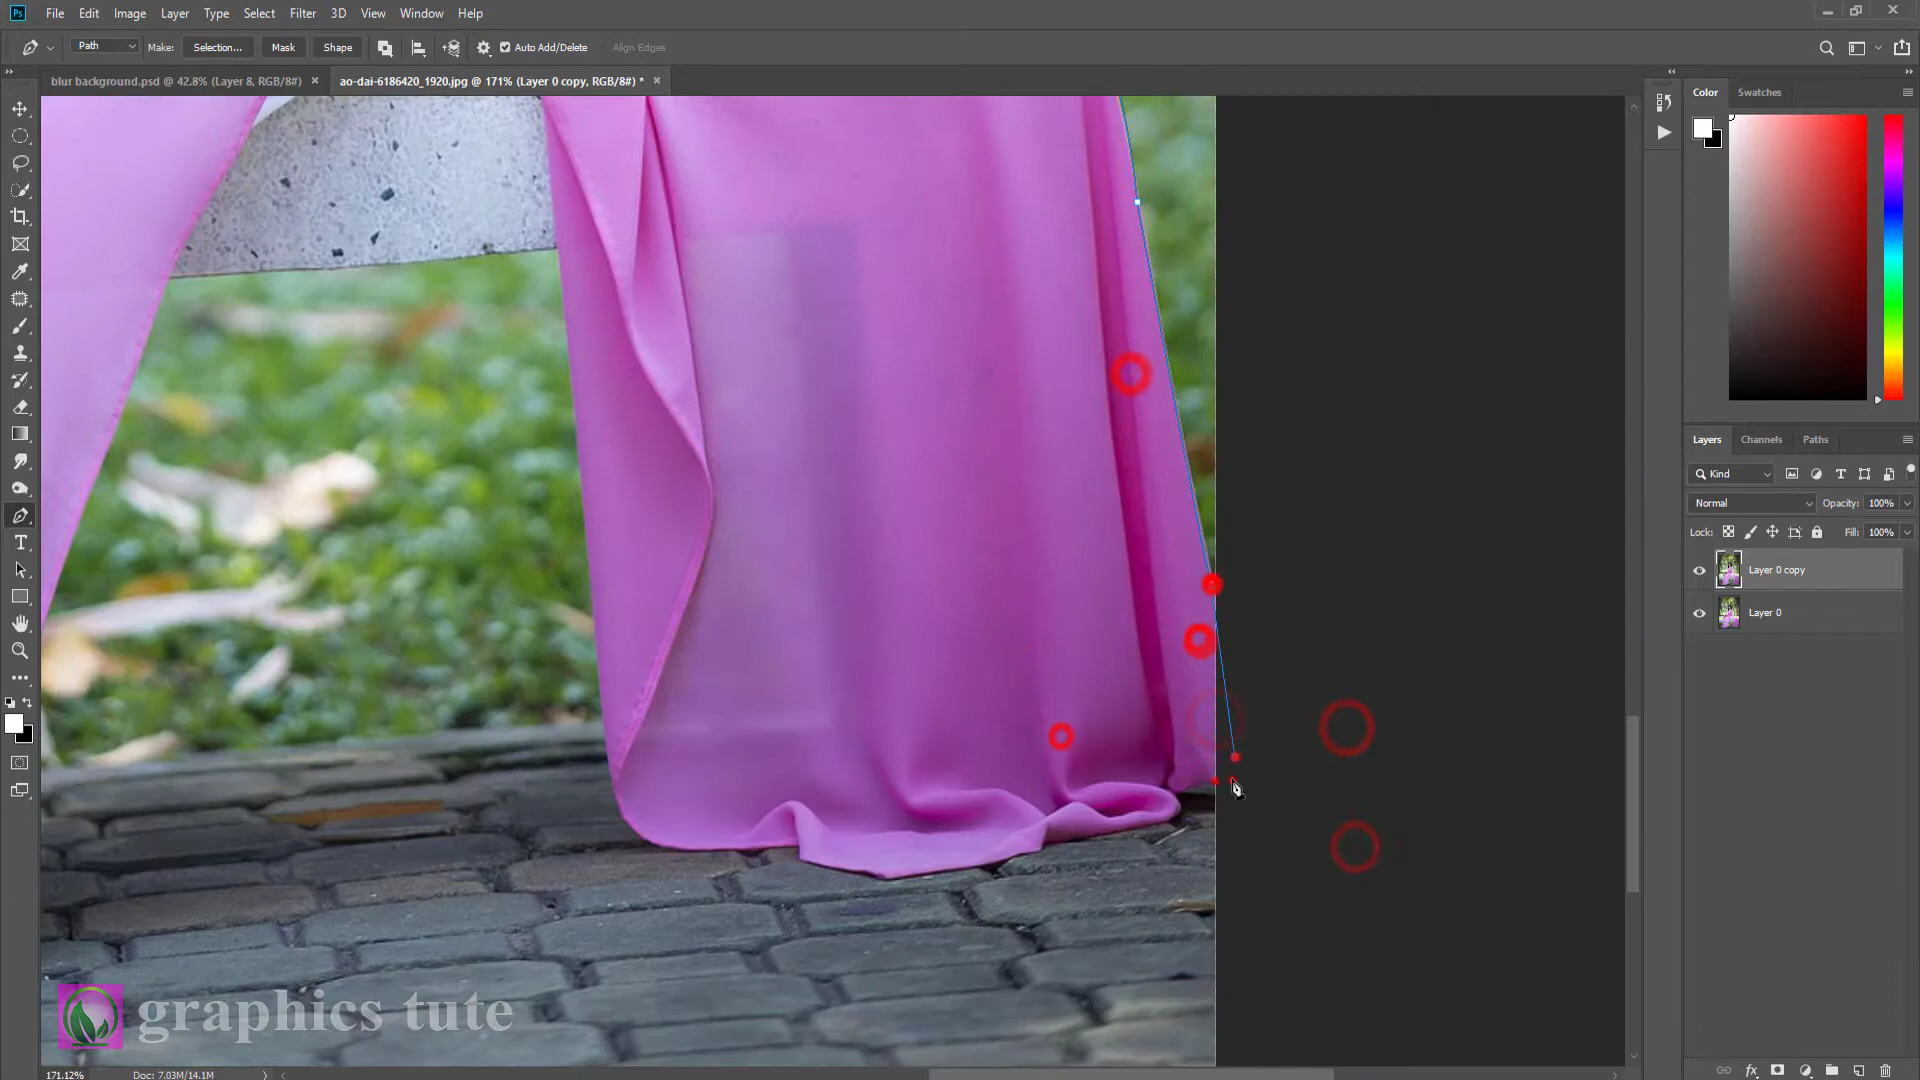 Ps File Edit Image Layer Type Select Filter 3D View Window Help
Path Make: Selection... Mask Shape Auto Add/Delete Align Edges
blur background.psd @ 42.8% (Layer 8, RGB/8#) × ao-dai-6186420_1920.jpg @ 171% (Layer 0 copy, RGB/8#) * ×
Color Swatches
Layers Channels Paths
Kind
Normal Opacity: 100%
Lock: Fill: 100%
Layer 0 copy
Layer 0
graphics tute
171.12% Doc: 7.03M/14.1M